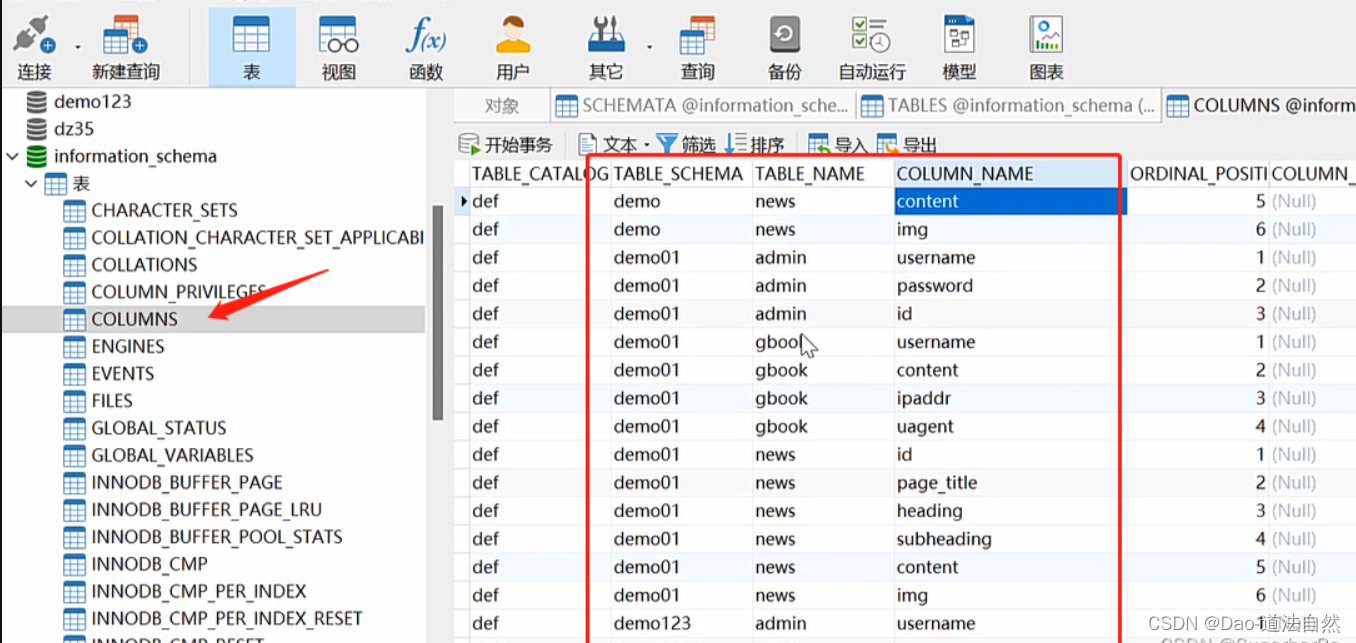 连接 新建查询 表 视图 函数 用户 其它 查询 备份 自动运行 模型 图表
demo123
dz35
information_schema
表
CHARACTER_SETS
COLLATION_CHARACTER_SET_APPLICABI
COLLATIONS
COLUMN_PRIVILEGES
COLUMNS
ENGINES
EVENTS
FILES
GLOBAL_STATUS
GLOBAL_VARIABLES
INNODB_BUFFER_PAGE
INNODB_BUFFER_PAGE_LRU
INNODB_BUFFER_POOL_STATS
INNODB_CMP
INNODB_CMP_PER_INDEX
INNODB_CMP_PER_INDEX_RESET
INNODB_CMP_RESET
对象 SCHEMATA @information_sche... TABLES @information_schema (... COLUMNS @inform
开始事务 文本 筛选 排序 导入 导出
TABLE_CATALOG TABLE_SCHEMA TABLE_NAME COLUMN_NAME ORDINAL_POSITI COLUMN_
def demo news content 5 (Null)
def demo news img 6 (Null)
def demo01 admin username 1 (Null)
def demo01 admin password 2 (Null)
def demo01 admin id 3 (Null)
def demo01 gbook username 1 (Null)
def demo01 gbook content 2 (Null)
def demo01 gbook ipaddr 3 (Null)
def demo01 gbook uagent 4 (Null)
def demo01 news id 1 (Null)
def demo01 news page_title 2 (Null)
def demo01 news heading 3 (Null)
def demo01 news subheading 4 (Null)
def demo01 news content 5 (Null)
def demo01 news img 6 (Null)
def demo123 admin username
CSDN @Dao-道法自然